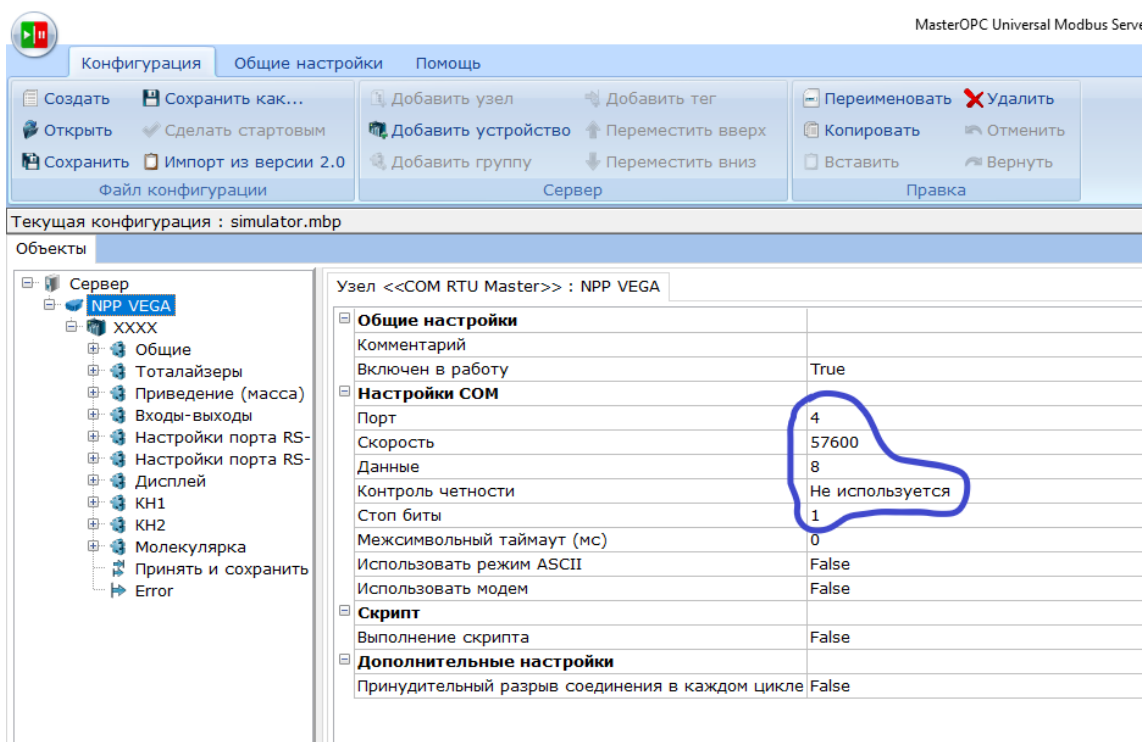 MasterOPC Universal Modbus Serve
Конфигурация Общие настройки Помощь
Создать Сохранить как... Добавить узел Добавить тег Переименовать Удалить
Открыть Сделать стартовым Добавить устройство Переместить вверх Копировать Отменить
Сохранить Импорт из версии 2.0 Добавить группу Переместить вниз Вставить Вернуть
Файл конфигурации Сервер Правка
Текущая конфигурация : simulator.mbp
Объекты
Сервер
NPP VEGA
XXXX
Общие
Тоталайзеры
Приведение (масса)
Входы-выходы
Настройки порта RS-
Настройки порта RS-
Дисплей
КН1
КН2
Молекулярка
Принять и сохранить
Error
Узел <<COM RTU Master>> : NPP VEGA
Общие настройки
Комментарий
Включен в работу True
Настройки COM
Порт 4
Скорость 57600
Данные 8
Контроль четности Не используется
Стоп биты 1
Межсимвольный таймаут (мс) 0
Использовать режим ASCII False
Использовать модем False
Скрипт
Выполнение скрипта False
Дополнительные настройки
Принудительный разрыв соединения в каждом цикле False